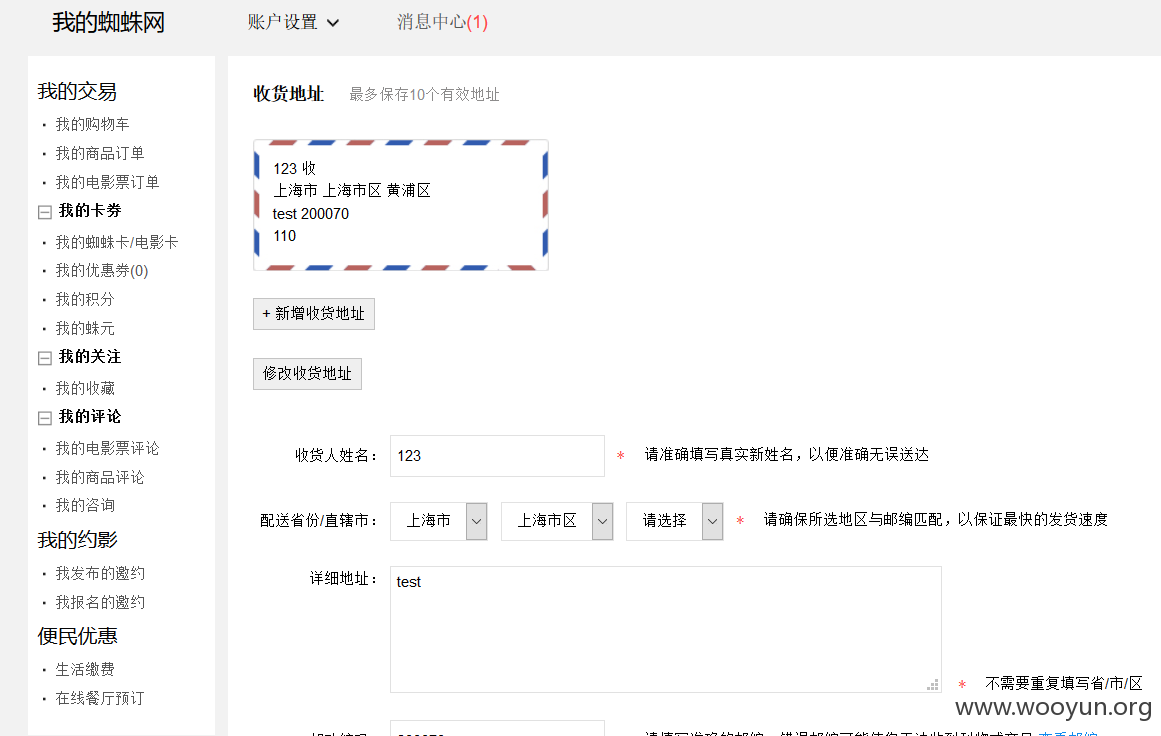 我的蜘蛛网
账户设置
消息中心(1)
我的交易
· 我的购物车
· 我的商品订单
· 我的电影票订单
我的卡券
· 我的蜘蛛卡/电影卡
· 我的优惠券(0)
· 我的积分
· 我的蛛元
我的关注
· 我的收藏
我的评论
· 我的电影票评论
· 我的商品评论
· 我的咨询
我的约影
· 我发布的邀约
· 我报名的邀约
便民优惠
· 生活缴费
· 在线餐厅预订
收货地址 最多保存10个有效地址
123 收
上海市 上海市区 黄浦区
test 200070
110
+ 新增收货地址
修改收货地址
收货人姓名： 123 * 请准确填写真实新姓名，以便准确无误送达
配送省份/直辖市： 上海市 上海市区 请选择 * 请确保所选地区与邮编匹配，以保证最快的发货速度
详细地址： test
* 不需要重复填写省/市/区
www.wooyun.org